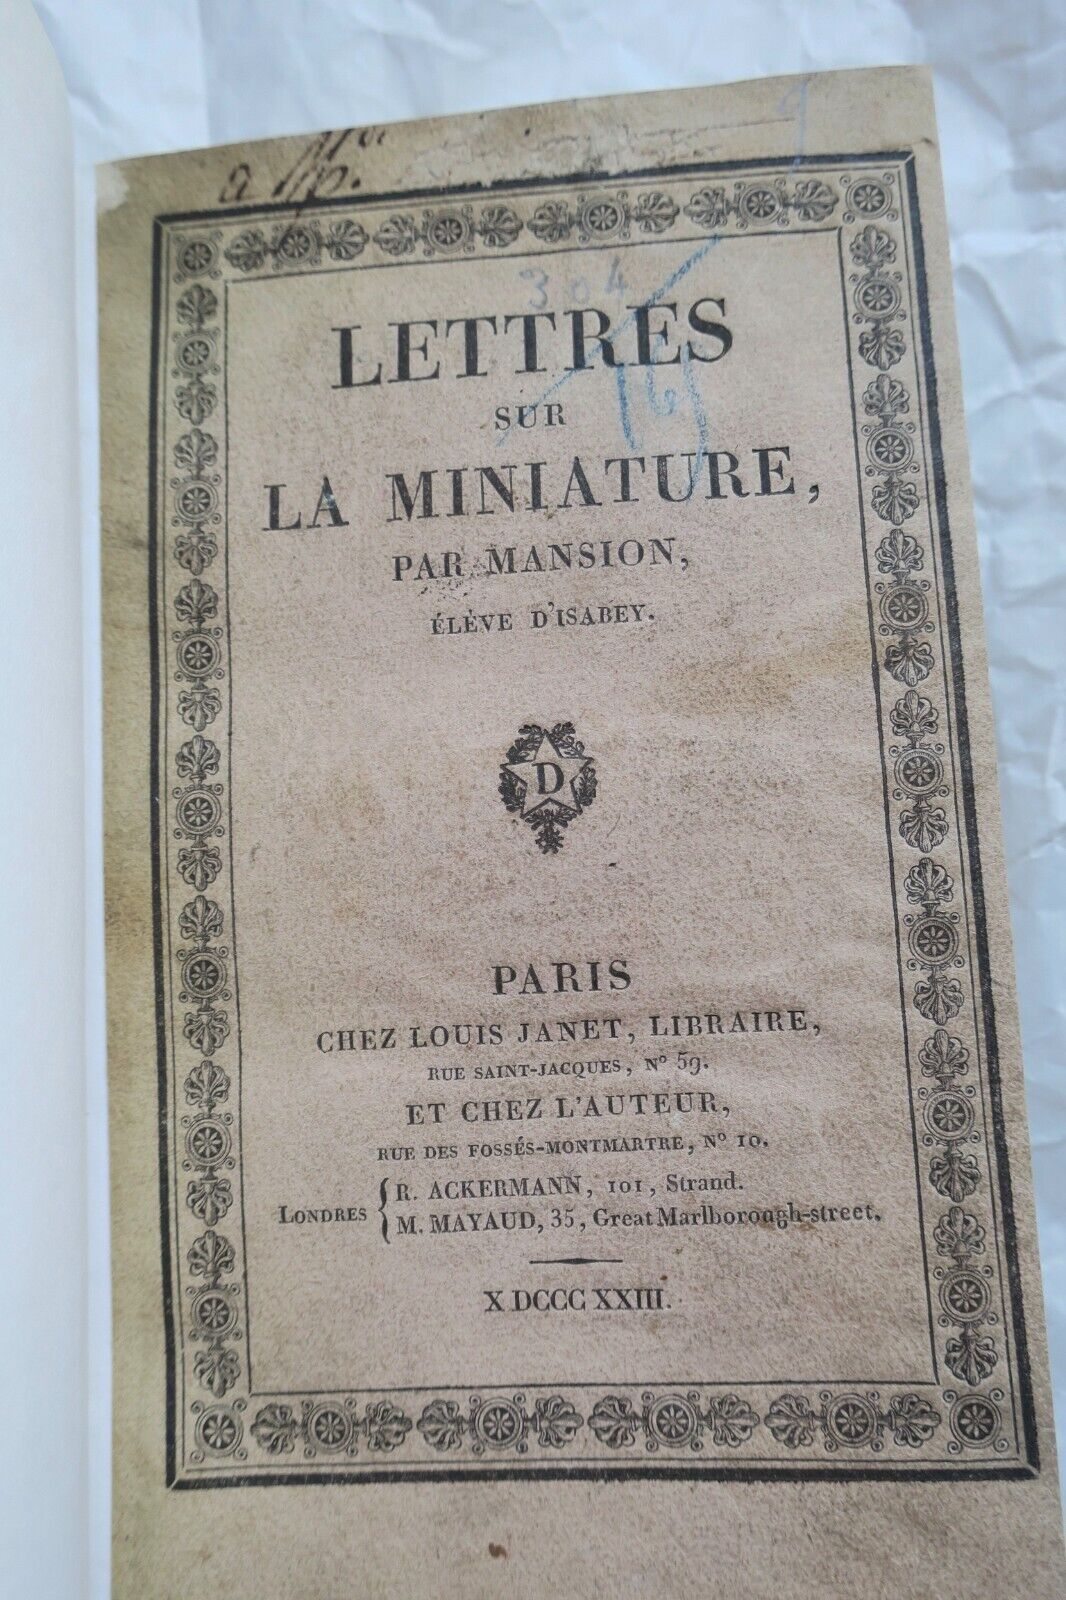 304
LETTRES
SUR
LA MINIATURE,
PAR MANSION,
ÉLÈVE D'ISABEY.
D
PARIS
CHEZ LOUIS JANET, LIBRAIRE,
RUE SAINT-JACQUES, N° 59.
ET CHEZ L'AUTEUR,
RUE DES FOSSÉS-MONTMARTRE, N° 10.
LONDRES { R. ACKERMANN, 101, Strand.
M. MAYAUD, 35, Great Marlborough-street.
X DCCC XXIII.